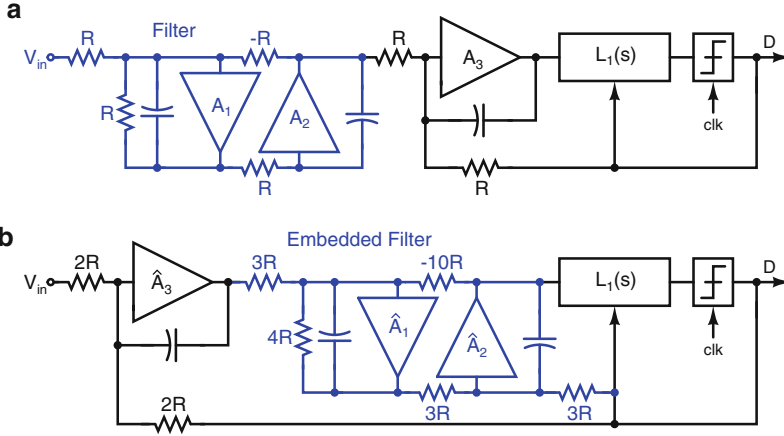 a
Filter
V_in R -R R A_3 L_1(s) D
R A_1 A_2 clk
R R
b
Embedded Filter
V_in 2R Â_3 3R -10R L_1(s) D
4R Â_1 Â_2 clk
3R 3R
2R